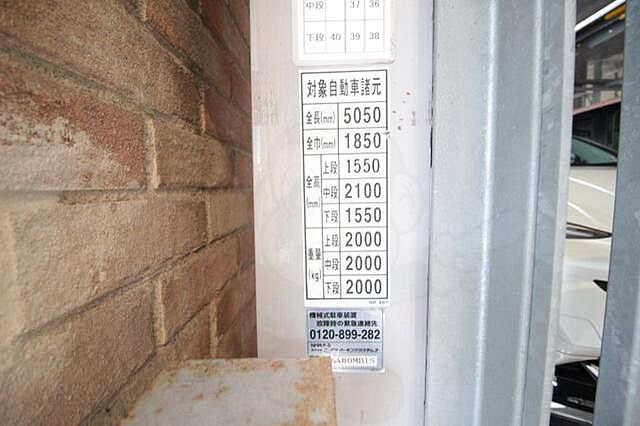 中段 37 36
下段 40 39 38
対象自動車諸元
全長(mm) 5050
全巾(mm) 1850
全高(mm) 上段 1550
中段 2100
下段 1550
重量(kg) 上段 2000
中段 2000
下段 2000
機械式駐車装置
故障時の緊急連絡先
0120-899-282